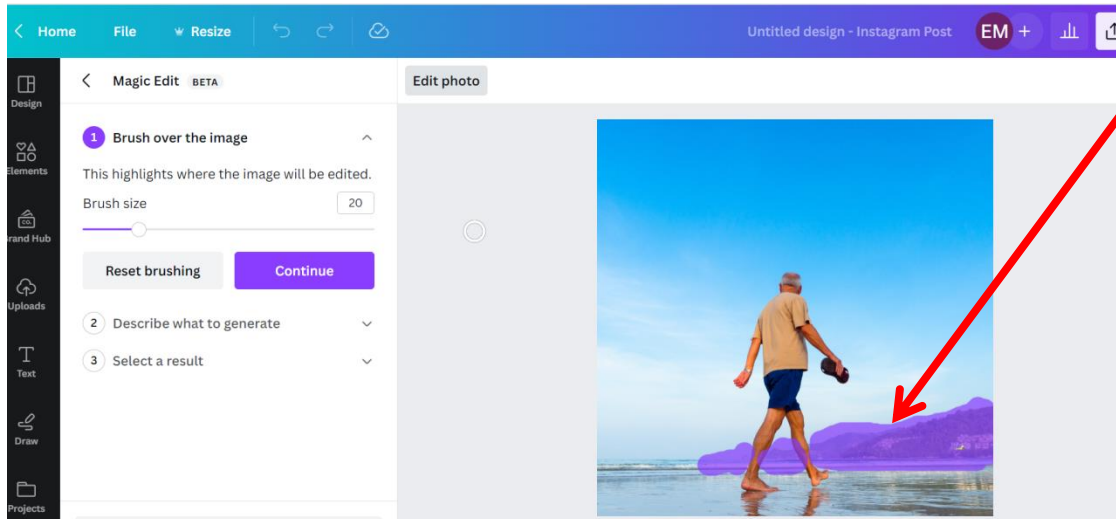 Home File Resize Untitled design - Instagram Post EM +
Magic Edit BETA
Edit photo
Design
1 Brush over the image
This highlights where the image will be edited.
Elements
Brush size 20
rand Hub
Reset brushing Continue
Uploads
2 Describe what to generate
3 Select a result
Text
Draw
Projects